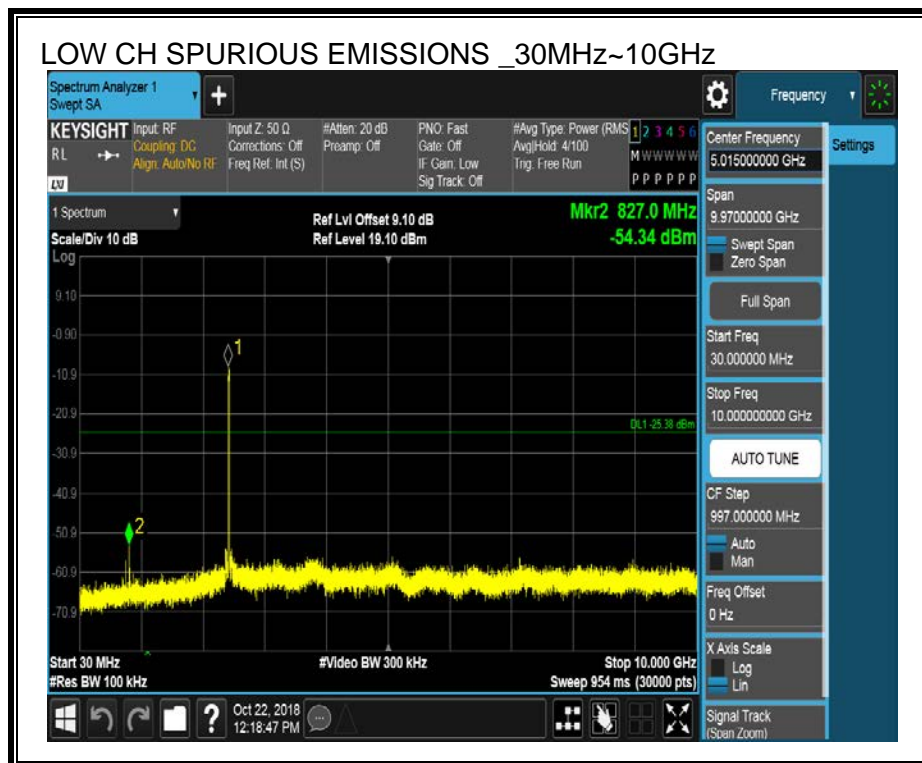 LOW CH SPURIOUS EMISSIONS _30MHz~10GHz
Spectrum Analyzer 1
Swept SA
+
Frequency
KEYSIGHT
RL
LXI
Input: RF
Coupling: DC
Align: Auto/No RF
Input Z: 50 Ω
Corrections: Off
Freq Ref: Int (S)
#Atten: 20 dB
Preamp: Off
PNO: Fast
Gate: Off
IF Gain: Low
Sig Track: Off
#Avg Type: Power (RMS
Avg|Hold: 4/100
Trig: Free Run
1 2 3 4 5 6
M W W W W W
P P P P P P
1 Spectrum
Scale/Div 10 dB
Log
Ref Lvl Offset 9.10 dB
Ref Level 19.10 dBm
Mkr2 827.0 MHz
-54.34 dBm
9.10
-0.90
-10.9
-20.9
-30.9
-40.9
-50.9
-60.9
-70.9
1
2
DL1 -25.38 dBm
Start 30 MHz
#Res BW 100 kHz
#Video BW 300 kHz
Stop 10.000 GHz
Sweep 954 ms (30000 pts)
?
Oct 22, 2018
12:18:47 PM
Settings
Center Frequency
5.015000000 GHz
Span
9.97000000 GHz
Swept Span
Zero Span
Full Span
Start Freq
30.000000 MHz
Stop Freq
10.000000000 GHz
AUTO TUNE
CF Step
997.000000 MHz
Auto
Man
Freq Offset
0 Hz
X Axis Scale
Log
Lin
Signal Track
(Span Zoom)